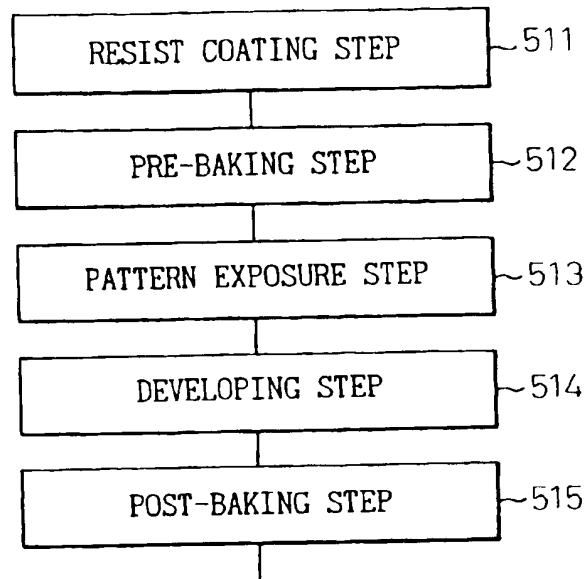 RESIST COATING STEP 511
PRE-BAKING STEP 512
PATTERN EXPOSURE STEP 513
DEVELOPING STEP 514
POST-BAKING STEP 515